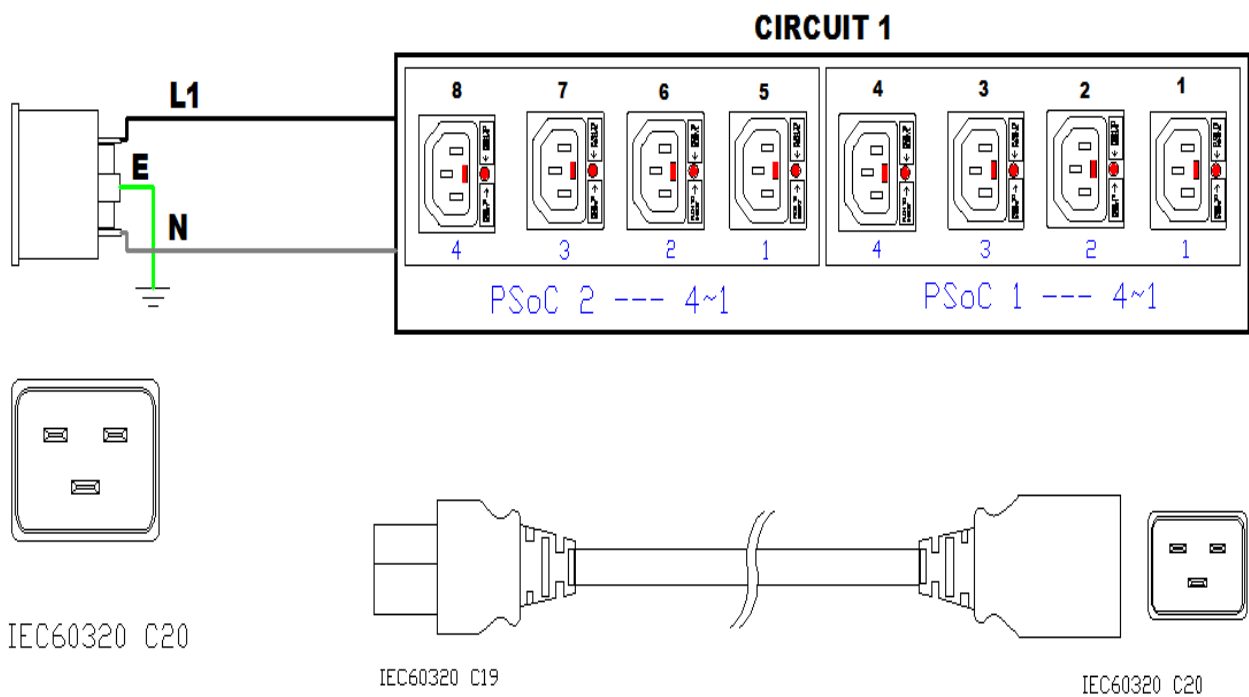 CIRCUIT 1
L1
E
N
8 7 6 5 4 3 2 1
4 3 2 1 4 3 2 1
PSoC 2 --- 4~1 PSoC 1 --- 4~1
IEC60320 C20
IEC60320 C19
IEC60320 C20